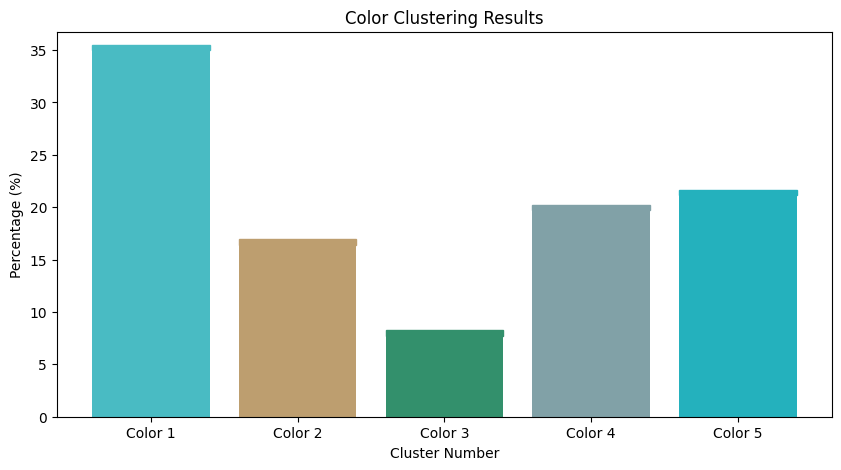 Color Clustering Results
Percentage (%)
35
30
25
20
15
10
5
0
Color 1 Color 2 Color 3 Color 4 Color 5
Cluster Number